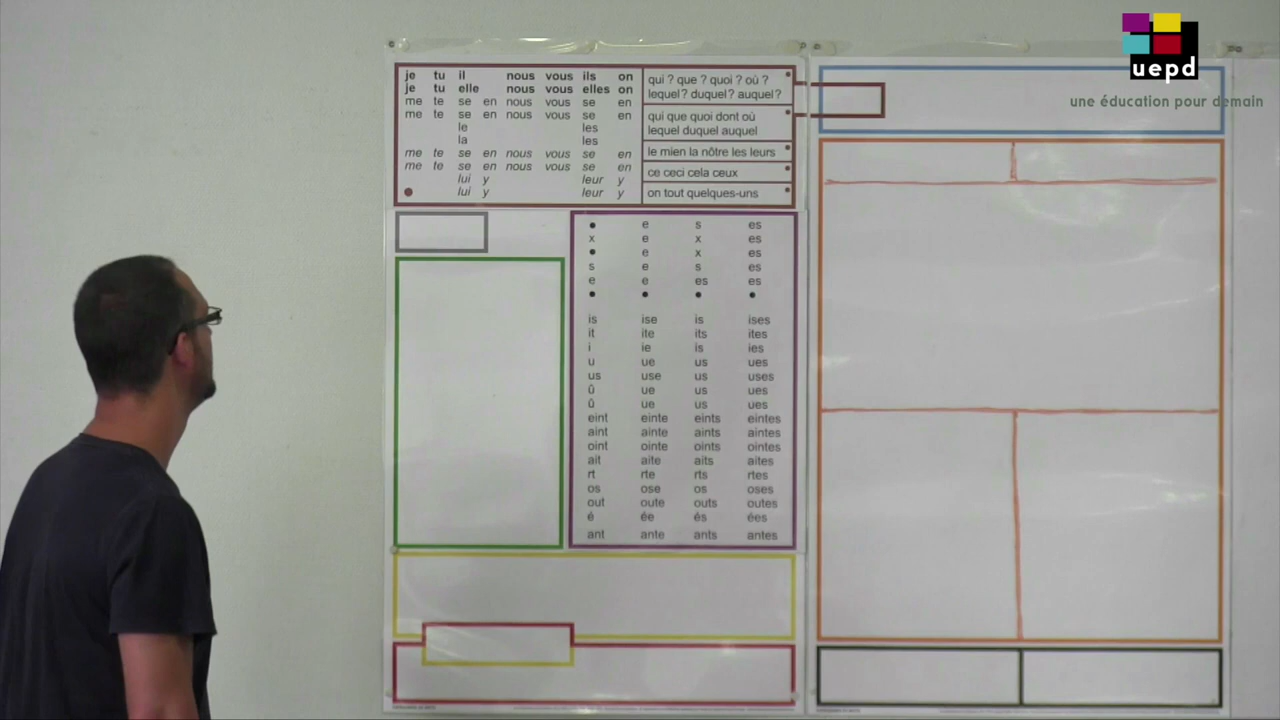 uepd
une éducation pour demain
je tu il nous vous ils on
je tu elle nous vous elles on
me te se en nous vous se en
me te se en nous vous se en
le les
la les
me te se en nous vous se en
me te se en nous vous se en
lui y leur y
lui y leur y
qui ? que ? quoi ? où ?
lequel ? duquel ? auquel ?
qui que quoi dont où
lequel duquel auquel
le mien la nôtre les leurs
ce ceci cela ceux
on tout quelques-uns
• e s es
x e x es
• e x es
s e s es
e e es es
• • • •
is ise is ises
it ite its ites
i ie is ies
u ue us ues
us use us uses
û ue us ues
û ue us ues
eint einte eints eintes
aint ainte aints aintes
oint ointe oints ointes
ait aite aits aites
rt rte rts rtes
os ose os oses
out oute outs outes
é ée és ées
ant ante ants antes